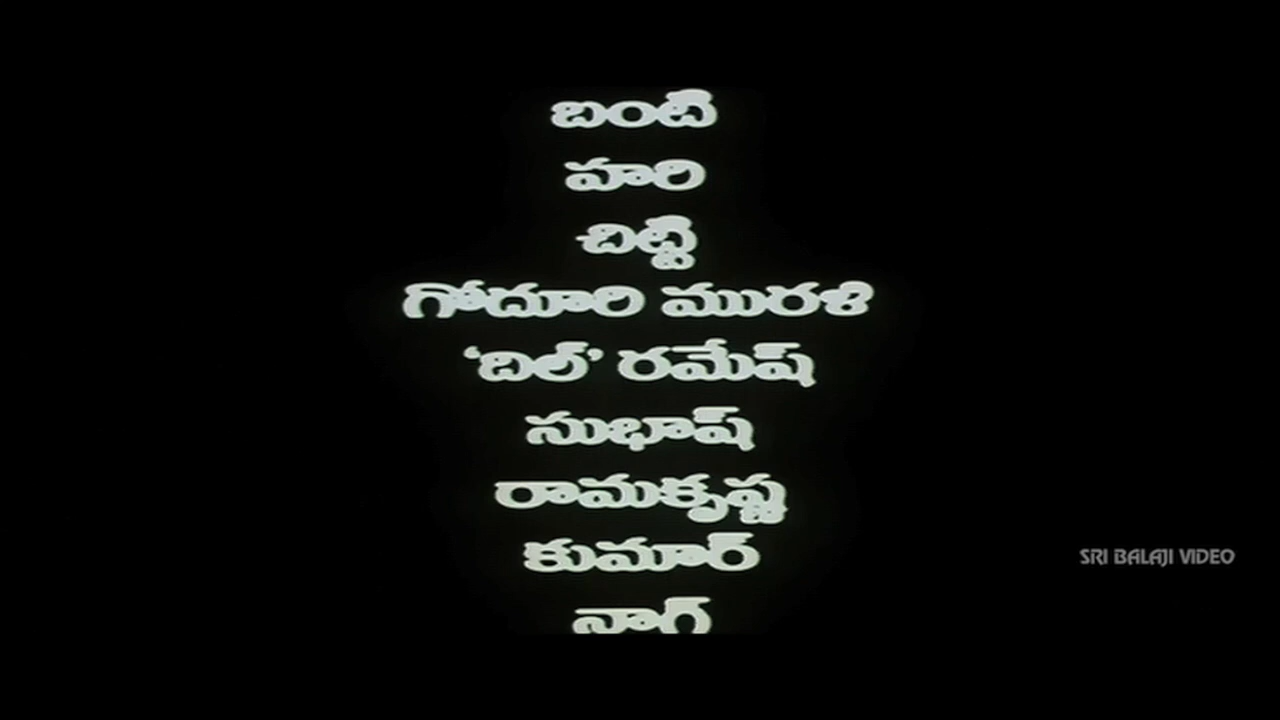 బంటి
హరి
చిట్టి
గోదూరి మురళి
‘దిల్’ రమేష్
సుభాష్
రామకృష్ణ
కుమార్
నాగ్
SRI BALAJI VIDEO